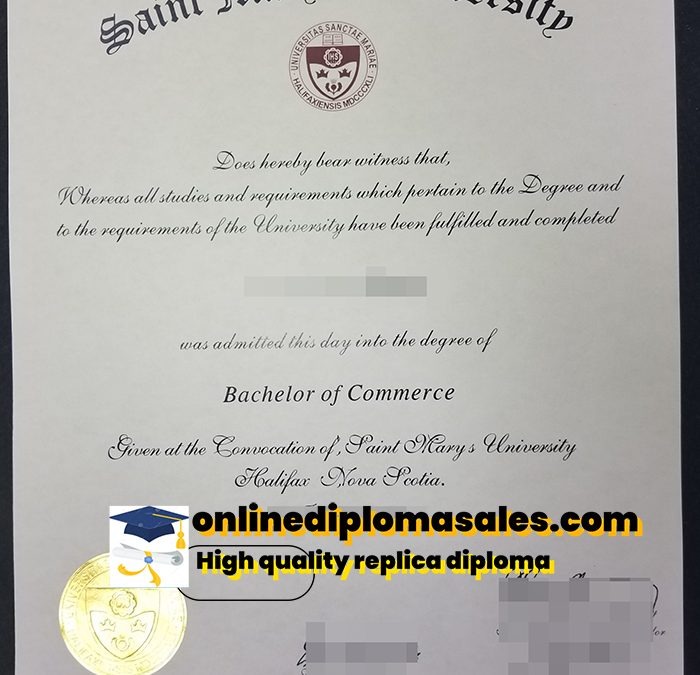 Saint
UNIVERSITAS SANCTAE MARIAE
IHS
HALIFAXIENSIS MDCCCXLI
Does hereby bear witness that,
Whereas all studies and requirements which pertain to the Degree and
to the requirements of the University have been fulfilled and completed
was admitted this day into the degree of
Bachelor of Commerce
Given at the Convocation of, Saint Mary's University
Halifax Nova Scotia.
onlinediplomasales.com
High quality replica diploma